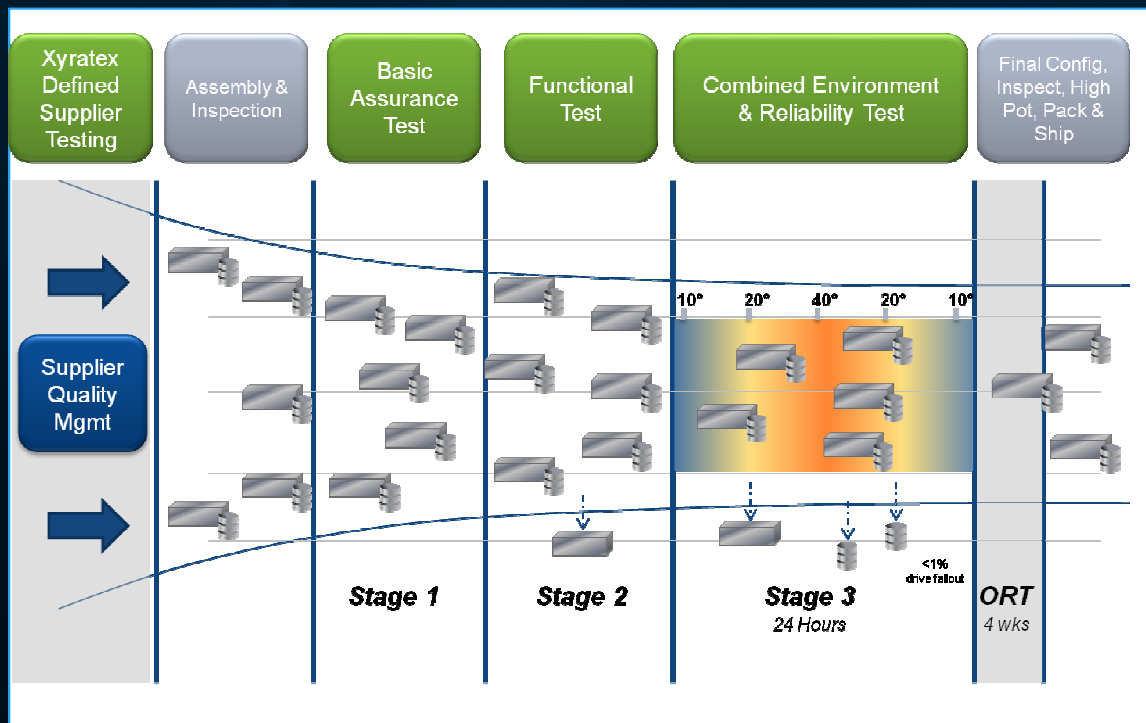 Xyratex
Defined
Supplier
Testing
Assembly &
Inspection
Basic
Assurance
Test
Functional
Test
Combined Environment
& Reliability Test
Final Config,
Inspect, High
Pot, Pack &
Ship
Supplier
Quality
Mgmt
10° 20° 40° 20° 10°
<1%
drive fallout
Stage 1
Stage 2
Stage 3
24 Hours
ORT
4 wks